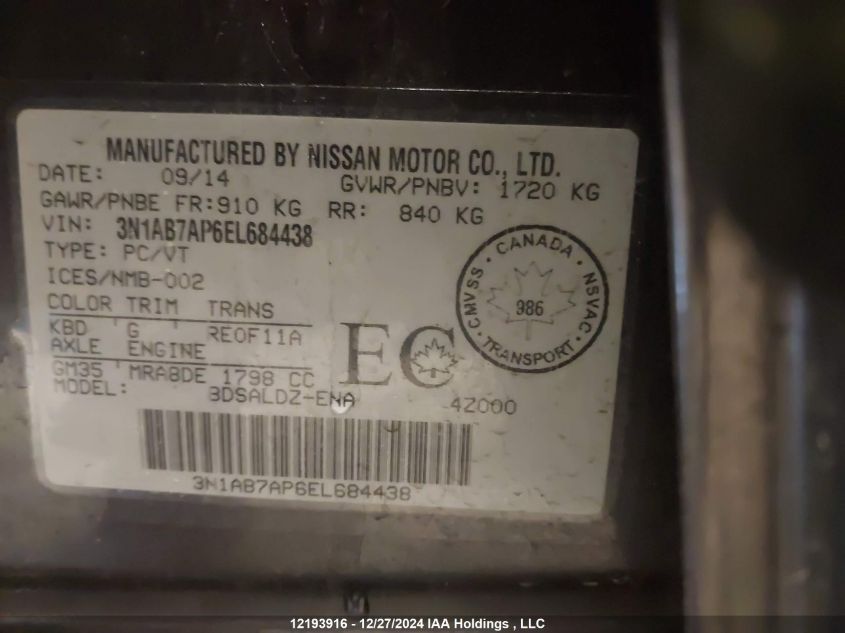 MANUFACTURED BY NISSAN MOTOR CO., LTD.
DATE: 09/14 GVWR/PNBV: 1720 KG
GAWR/PNBE FR: 910 KG RR: 840 KG
VIN: 3N1AB7AP6EL684438
TYPE: PC/VT
ICES/NMB-002
COLOR TRIM TRANS
KBD G RE0F11A
AXLE ENGINE
GM35 MRA8DE 1798 CC
MODEL: BDSALDZ-ENA 4Z000
EC
CANADA
CMVSS · NSVAC
986
TRANSPORT
3N1AB7AP6EL684438
12193916 - 12/27/2024 IAA Holdings , LLC